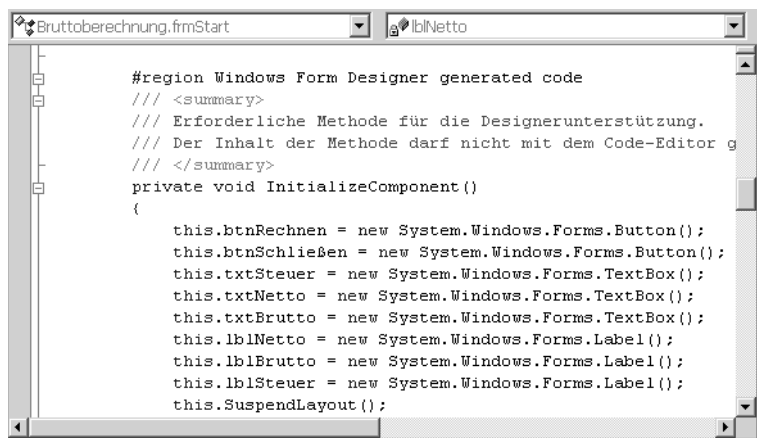 Bruttoberechnung.frmStart
lblNetto
#region Windows Form Designer generated code
/// <summary>
/// Erforderliche Methode für die Designerunterstützung.
/// Der Inhalt der Methode darf nicht mit dem Code-Editor g
/// </summary>
private void InitializeComponent()
{
this.btnRechnen = new System.Windows.Forms.Button();
this.btnSchließen = new System.Windows.Forms.Button();
this.txtSteuer = new System.Windows.Forms.TextBox();
this.txtNetto = new System.Windows.Forms.TextBox();
this.txtBrutto = new System.Windows.Forms.TextBox();
this.lblNetto = new System.Windows.Forms.Label();
this.lblBrutto = new System.Windows.Forms.Label();
this.lblSteuer = new System.Windows.Forms.Label();
this.SuspendLayout();